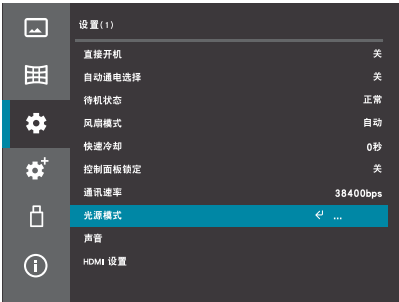 设置(1)
直接开机 关
自动通电选择 关
待机状态 正常
风扇模式 自动
快速冷却 0秒
控制面板锁定 关
通讯速率 38400bps
光源模式 ...
声音
HDMI 设置